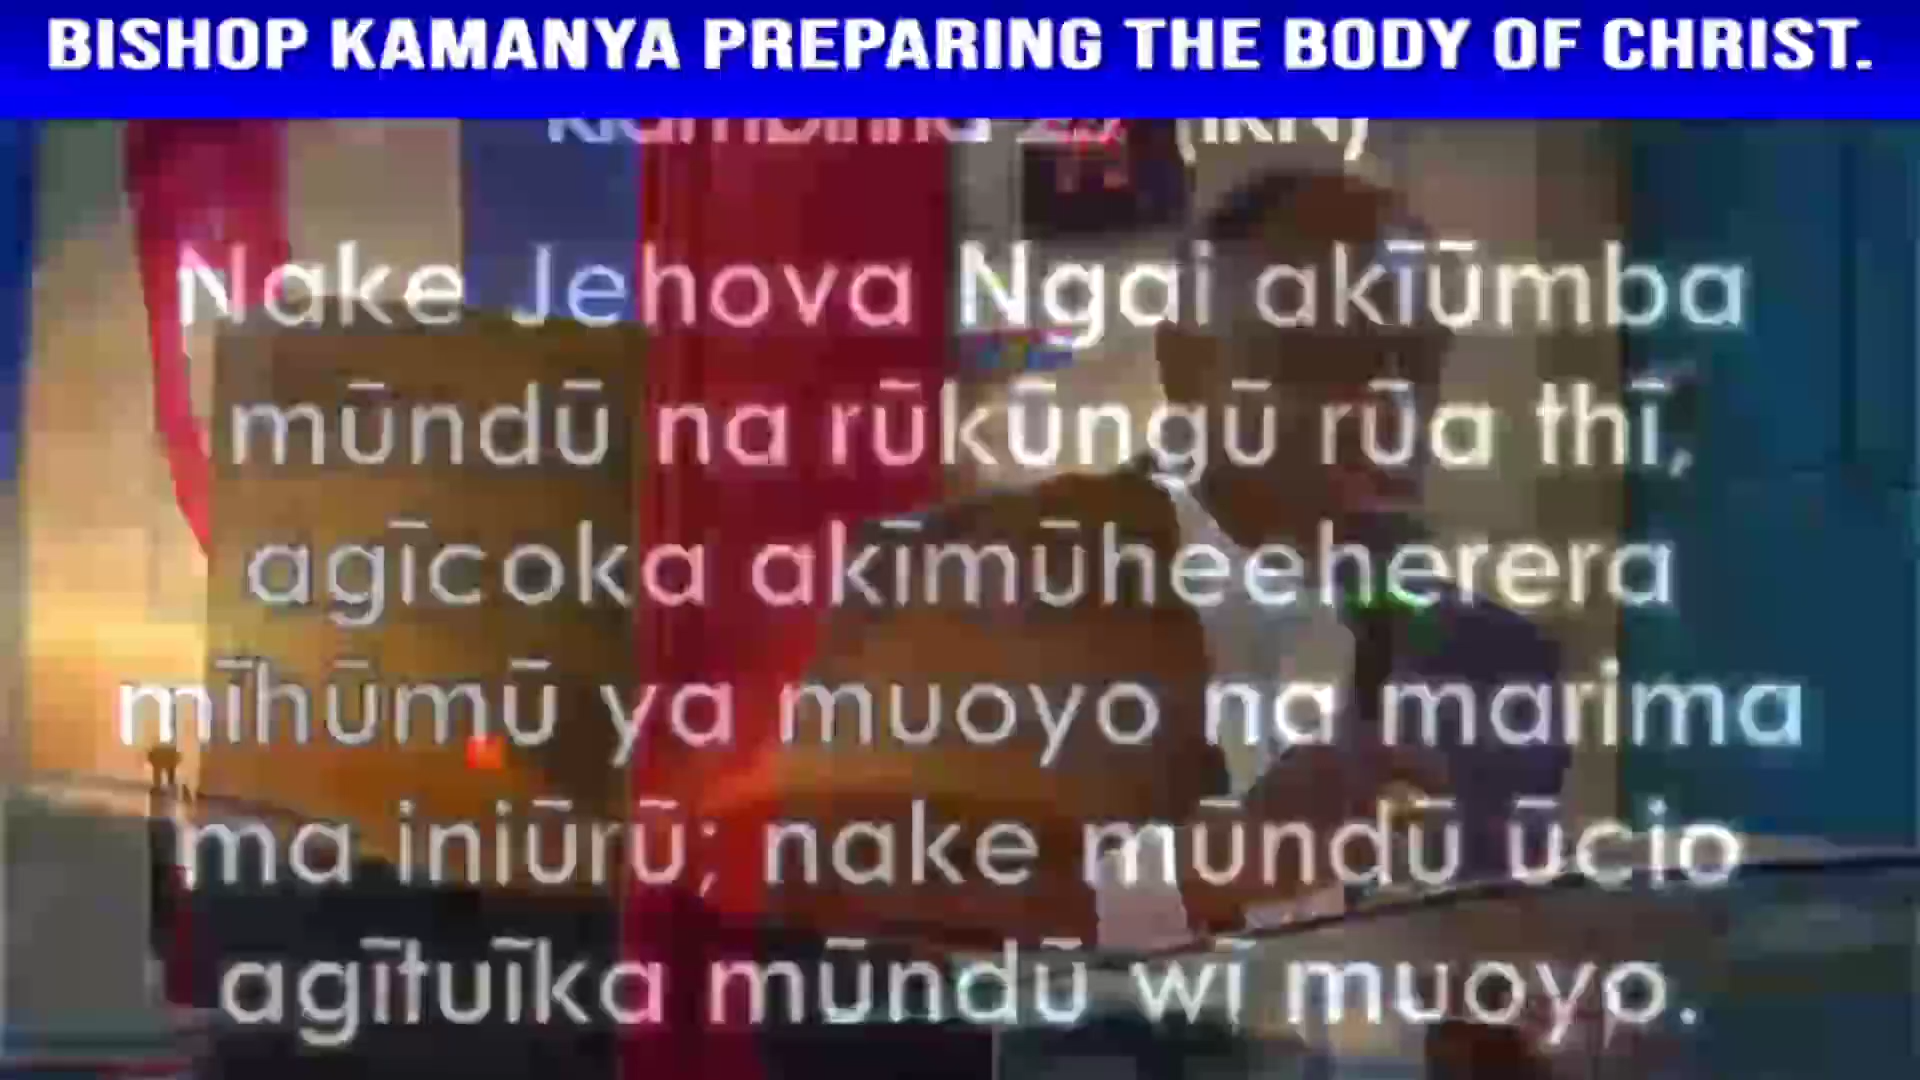 BISHOP KAMANYA PREPARING THE BODY OF CHRIST.
(IKN)
Nake Jehova Ngai akīūmba
mūndū na rūkūngū rūa thī,
agīcoka akīmūheeherera
mīhūmū ya muoyo na marima
ma iniūrū; nake mūndū ūcio
agītuīka mūndū wī muoyo.